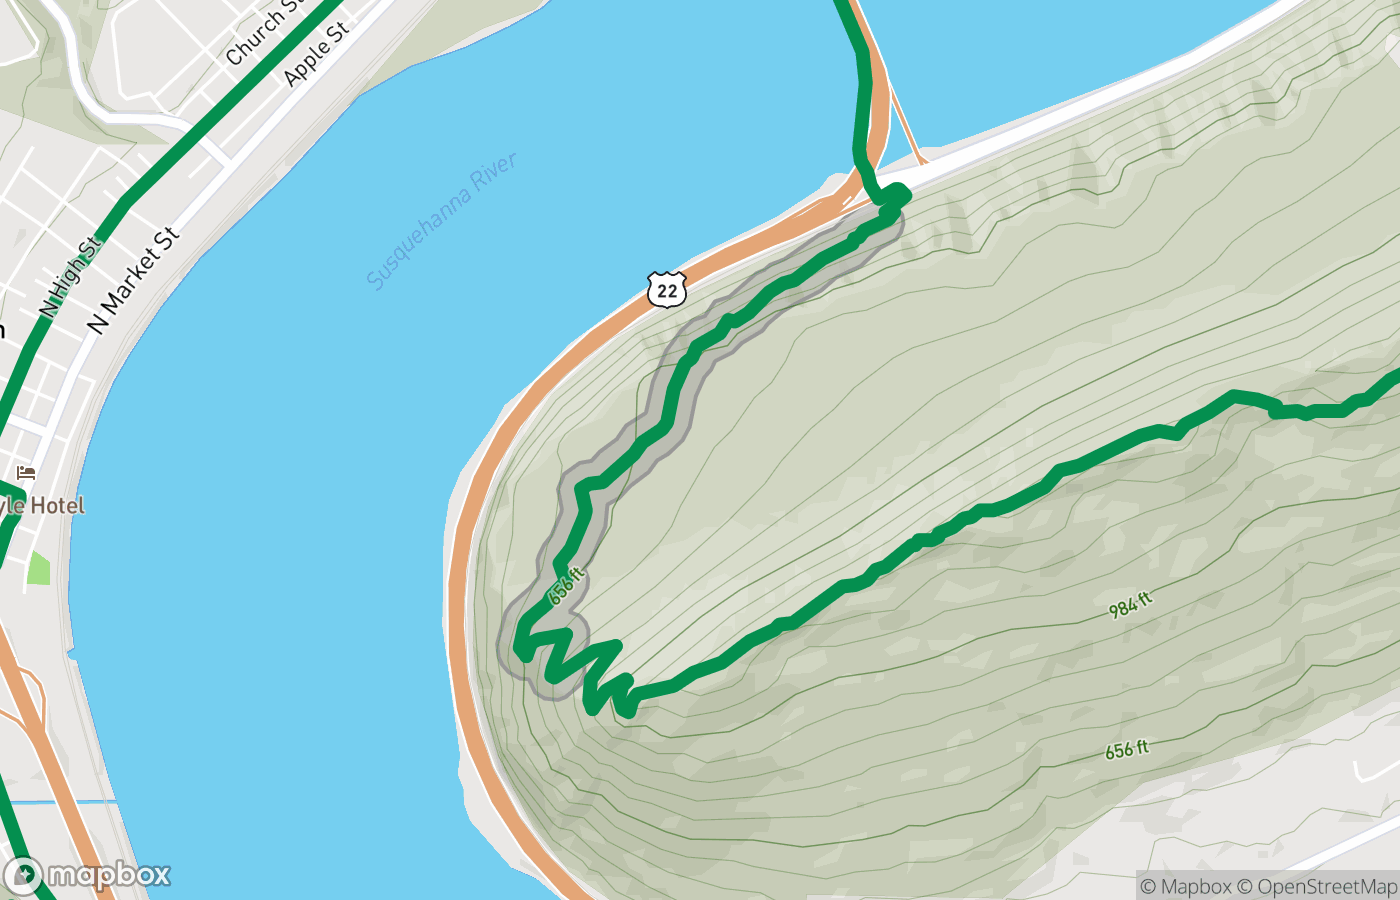 Church St
Apple St
Susquehanna River
N High St
N Market St
22
656 ft
984 ft
656 ft
Hotel
mapbox
© Mapbox © OpenStreetMap